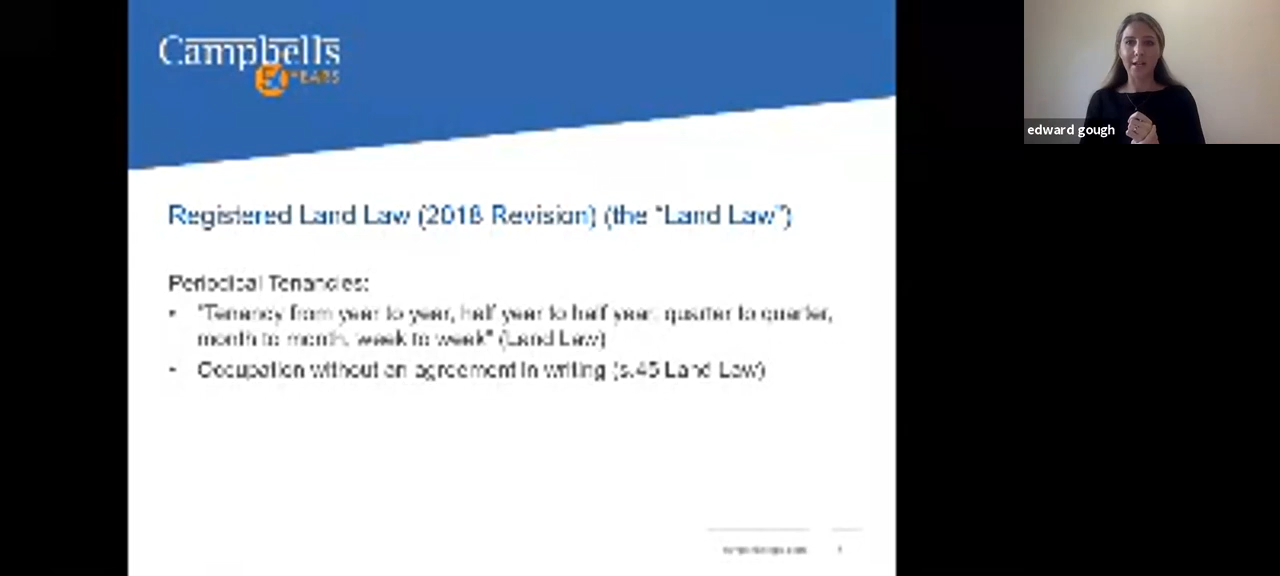 Campbells
50 YEARS
Registered Land Law (2018 Revision) (the "Land Law")
Periodical Tenancies:
• "Tenancy from year to year, half year to half year, quarter to quarter,
month to month, week to week" (Land Law)
• Occupation without an agreement in writing (s.45 Land Law)
edward gough